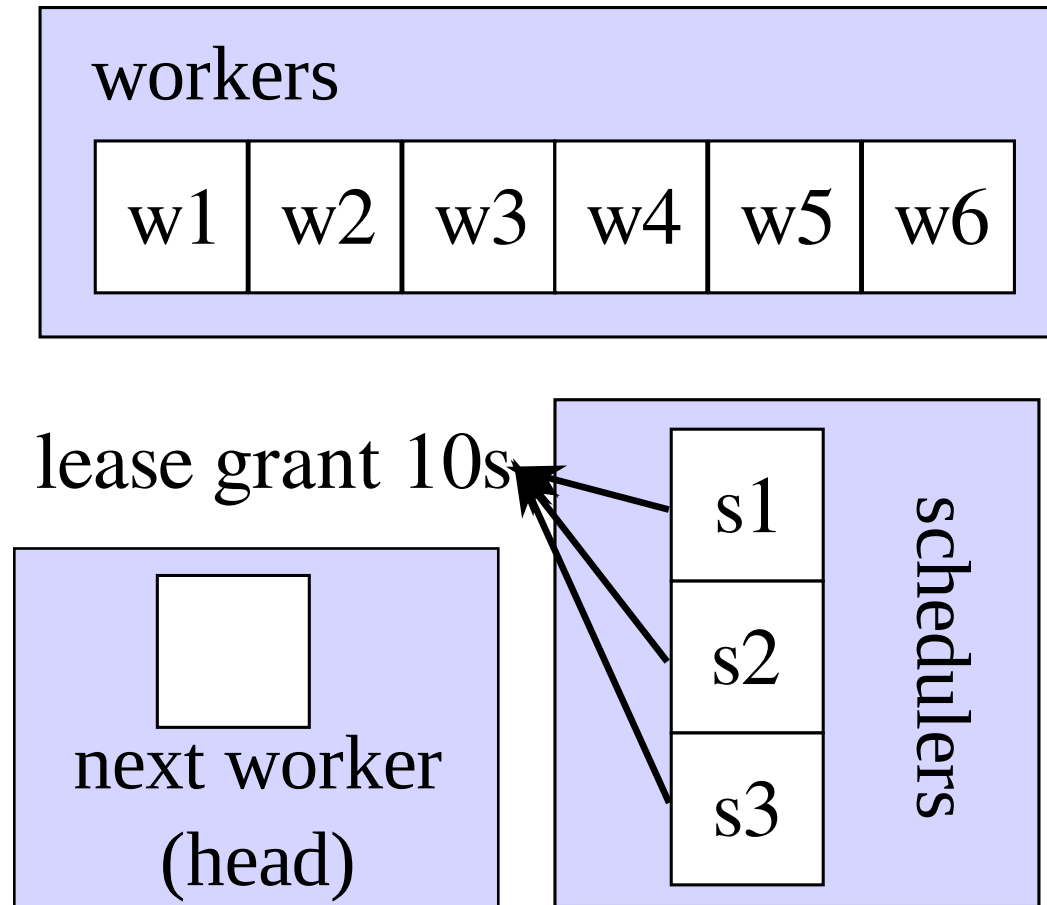 workers
w1 w2 w3 w4 w5 w6
lease grant 10s
s1
s2
s3
schedulers
next worker
(head)